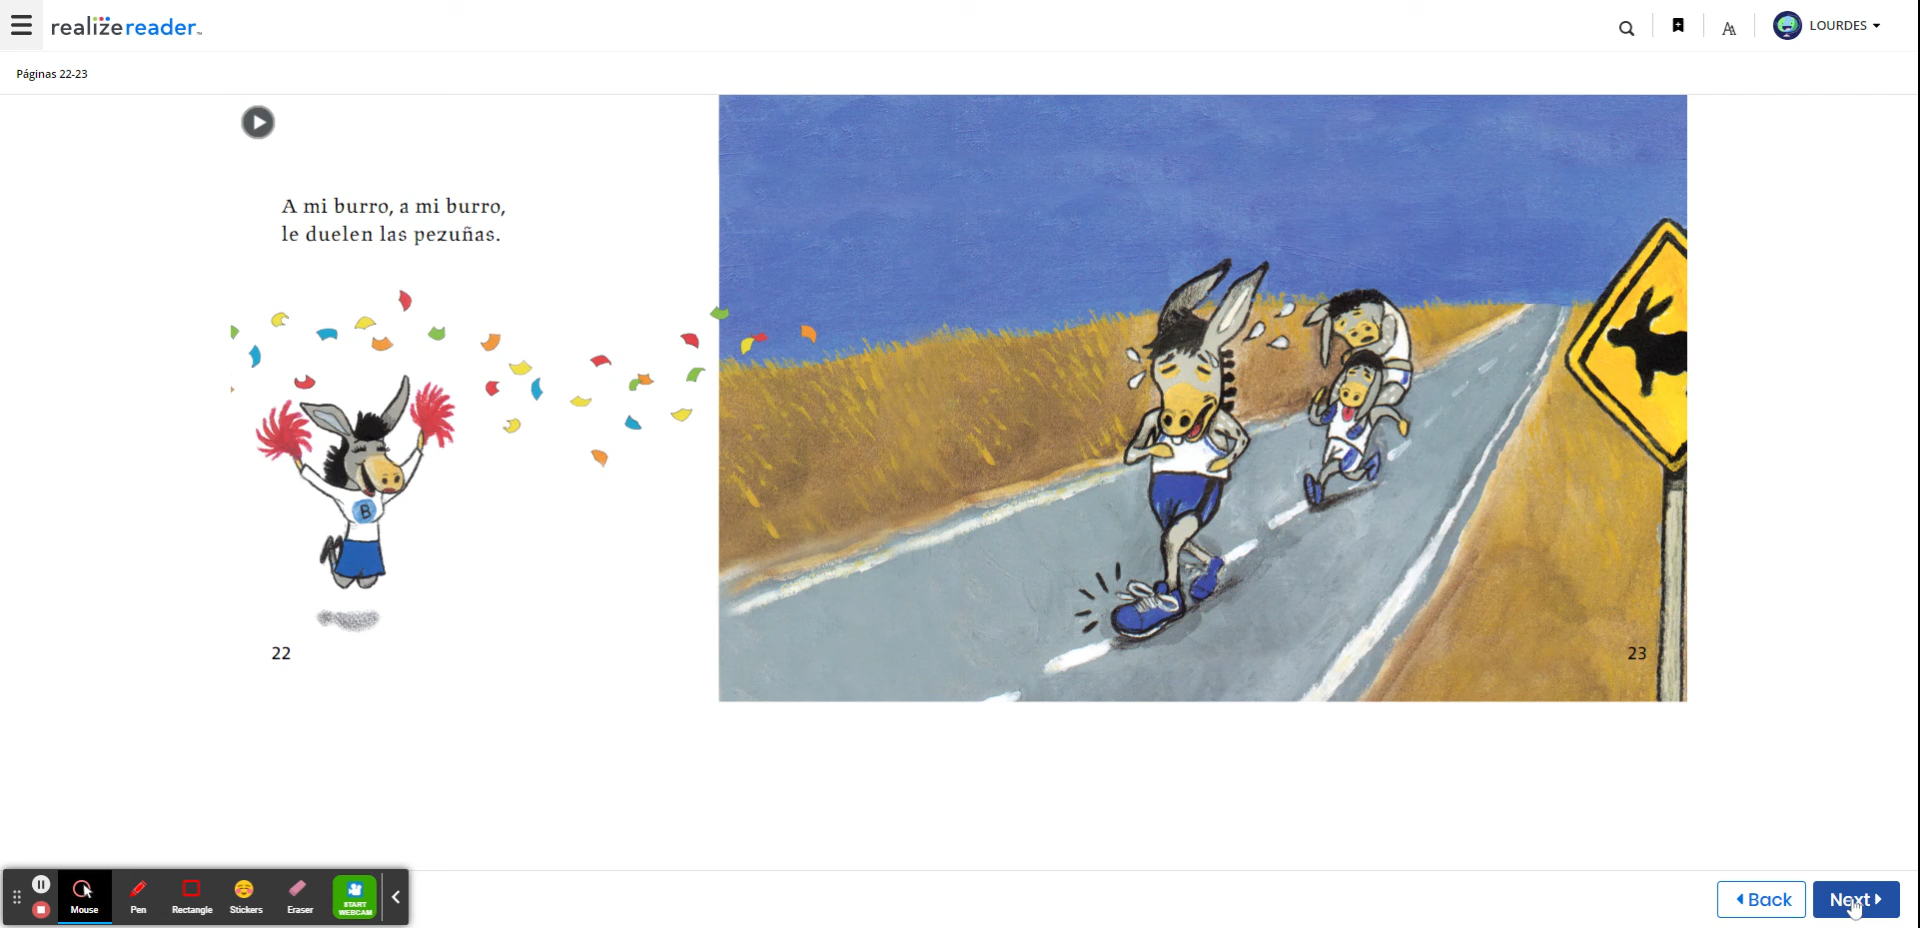 realizereader™
LOURDES
Páginas 22-23
A mi burro, a mi burro,
le duelen las pezuñas.
B
22
23
Mouse
Pen
Rectangle
Stickers
Eraser
START
WEBCAM
Back
Next